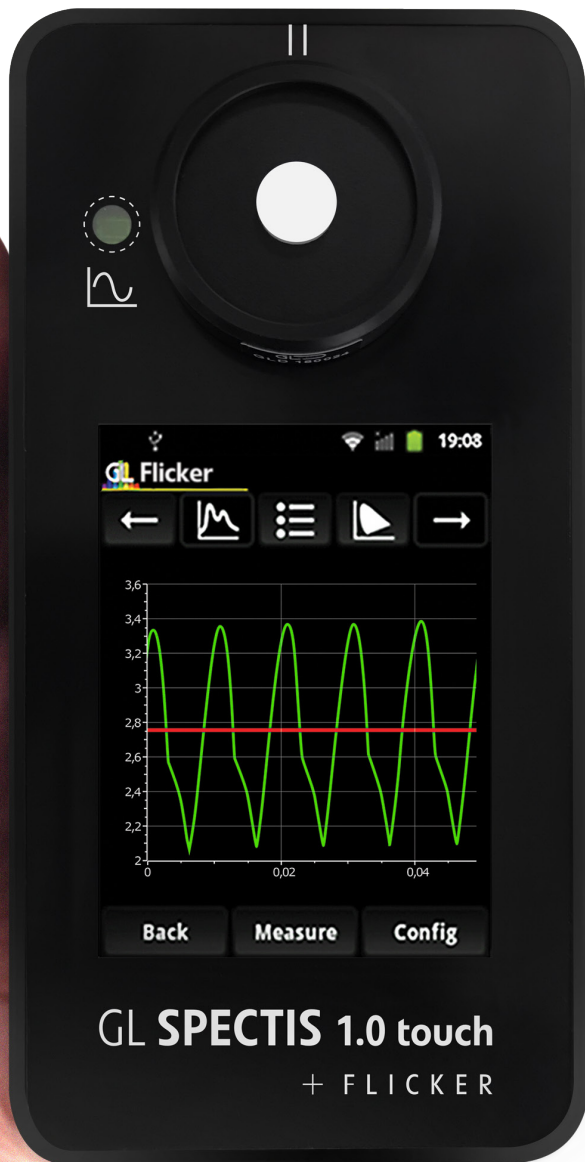 19:08
GL Flicker
3,6
3,4
3,2
3
2,8
2,6
2,4
2,2
2
0 0,02 0,04
Back Measure Config
GL SPECTIS 1.0 touch
+ FLICKER